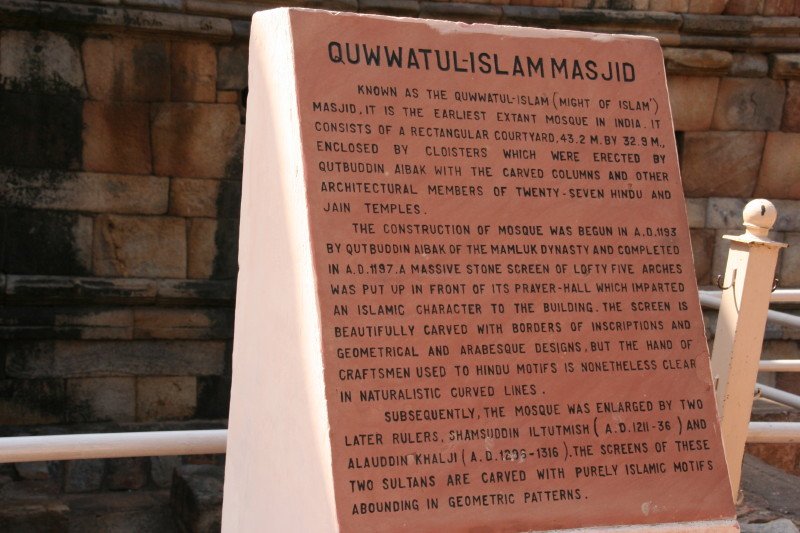 QUWWATUL-ISLAM MASJID
KNOWN AS THE QUWWATUL-ISLAM (MIGHT OF ISLAM')
MASJID, IT IS THE EARLIEST EXTANT MOSQUE IN INDIA. IT
CONSISTS OF A RECTANGULAR COURTYARD, 43.2 M. BY 32.9 M.,
ENCLOSED BY CLOISTERS WHICH WERE ERECTED BY
QUTBUDDIN AIBAK WITH THE CARVED COLUMNS AND OTHER
ARCHITECTURAL MEMBERS OF TWENTY-SEVEN HINDU AND
JAIN TEMPLES.
THE CONSTRUCTION OF MOSQUE WAS BEGUN IN A.D. 1193
BY QUTBUDDIN AIBAK OF THE MAMLUK DYNASTY AND COMPLETED
IN A.D. 1197. A MASSIVE STONE SCREEN OF LOFTY FIVE ARCHES
WAS PUT UP IN FRONT OF ITS PRAYER-HALL WHICH IMPARTED
AN ISLAMIC CHARACTER TO THE BUILDING. THE SCREEN IS
BEAUTIFULLY CARVED WITH BORDERS OF INSCRIPTIONS AND
GEOMETRICAL AND ARABESQUE DESIGNS, BUT THE HAND OF
CRAFTSMEN USED TO HINDU MOTIFS IS NONETHELESS CLEAR
IN NATURALISTIC CURVED LINES.
SUBSEQUENTLY, THE MOSQUE WAS ENLARGED BY TWO
LATER RULERS, SHAMSUDDIN ILTUTMISH (A.D. 1211-36) AND
ALAUDDIN KHALJI (A.D. 1296-1316). THE SCREENS OF THESE
TWO SULTANS ARE CARVED WITH PURELY ISLAMIC MOTIFS
ABOUNDING IN GEOMETRIC PATTERNS.